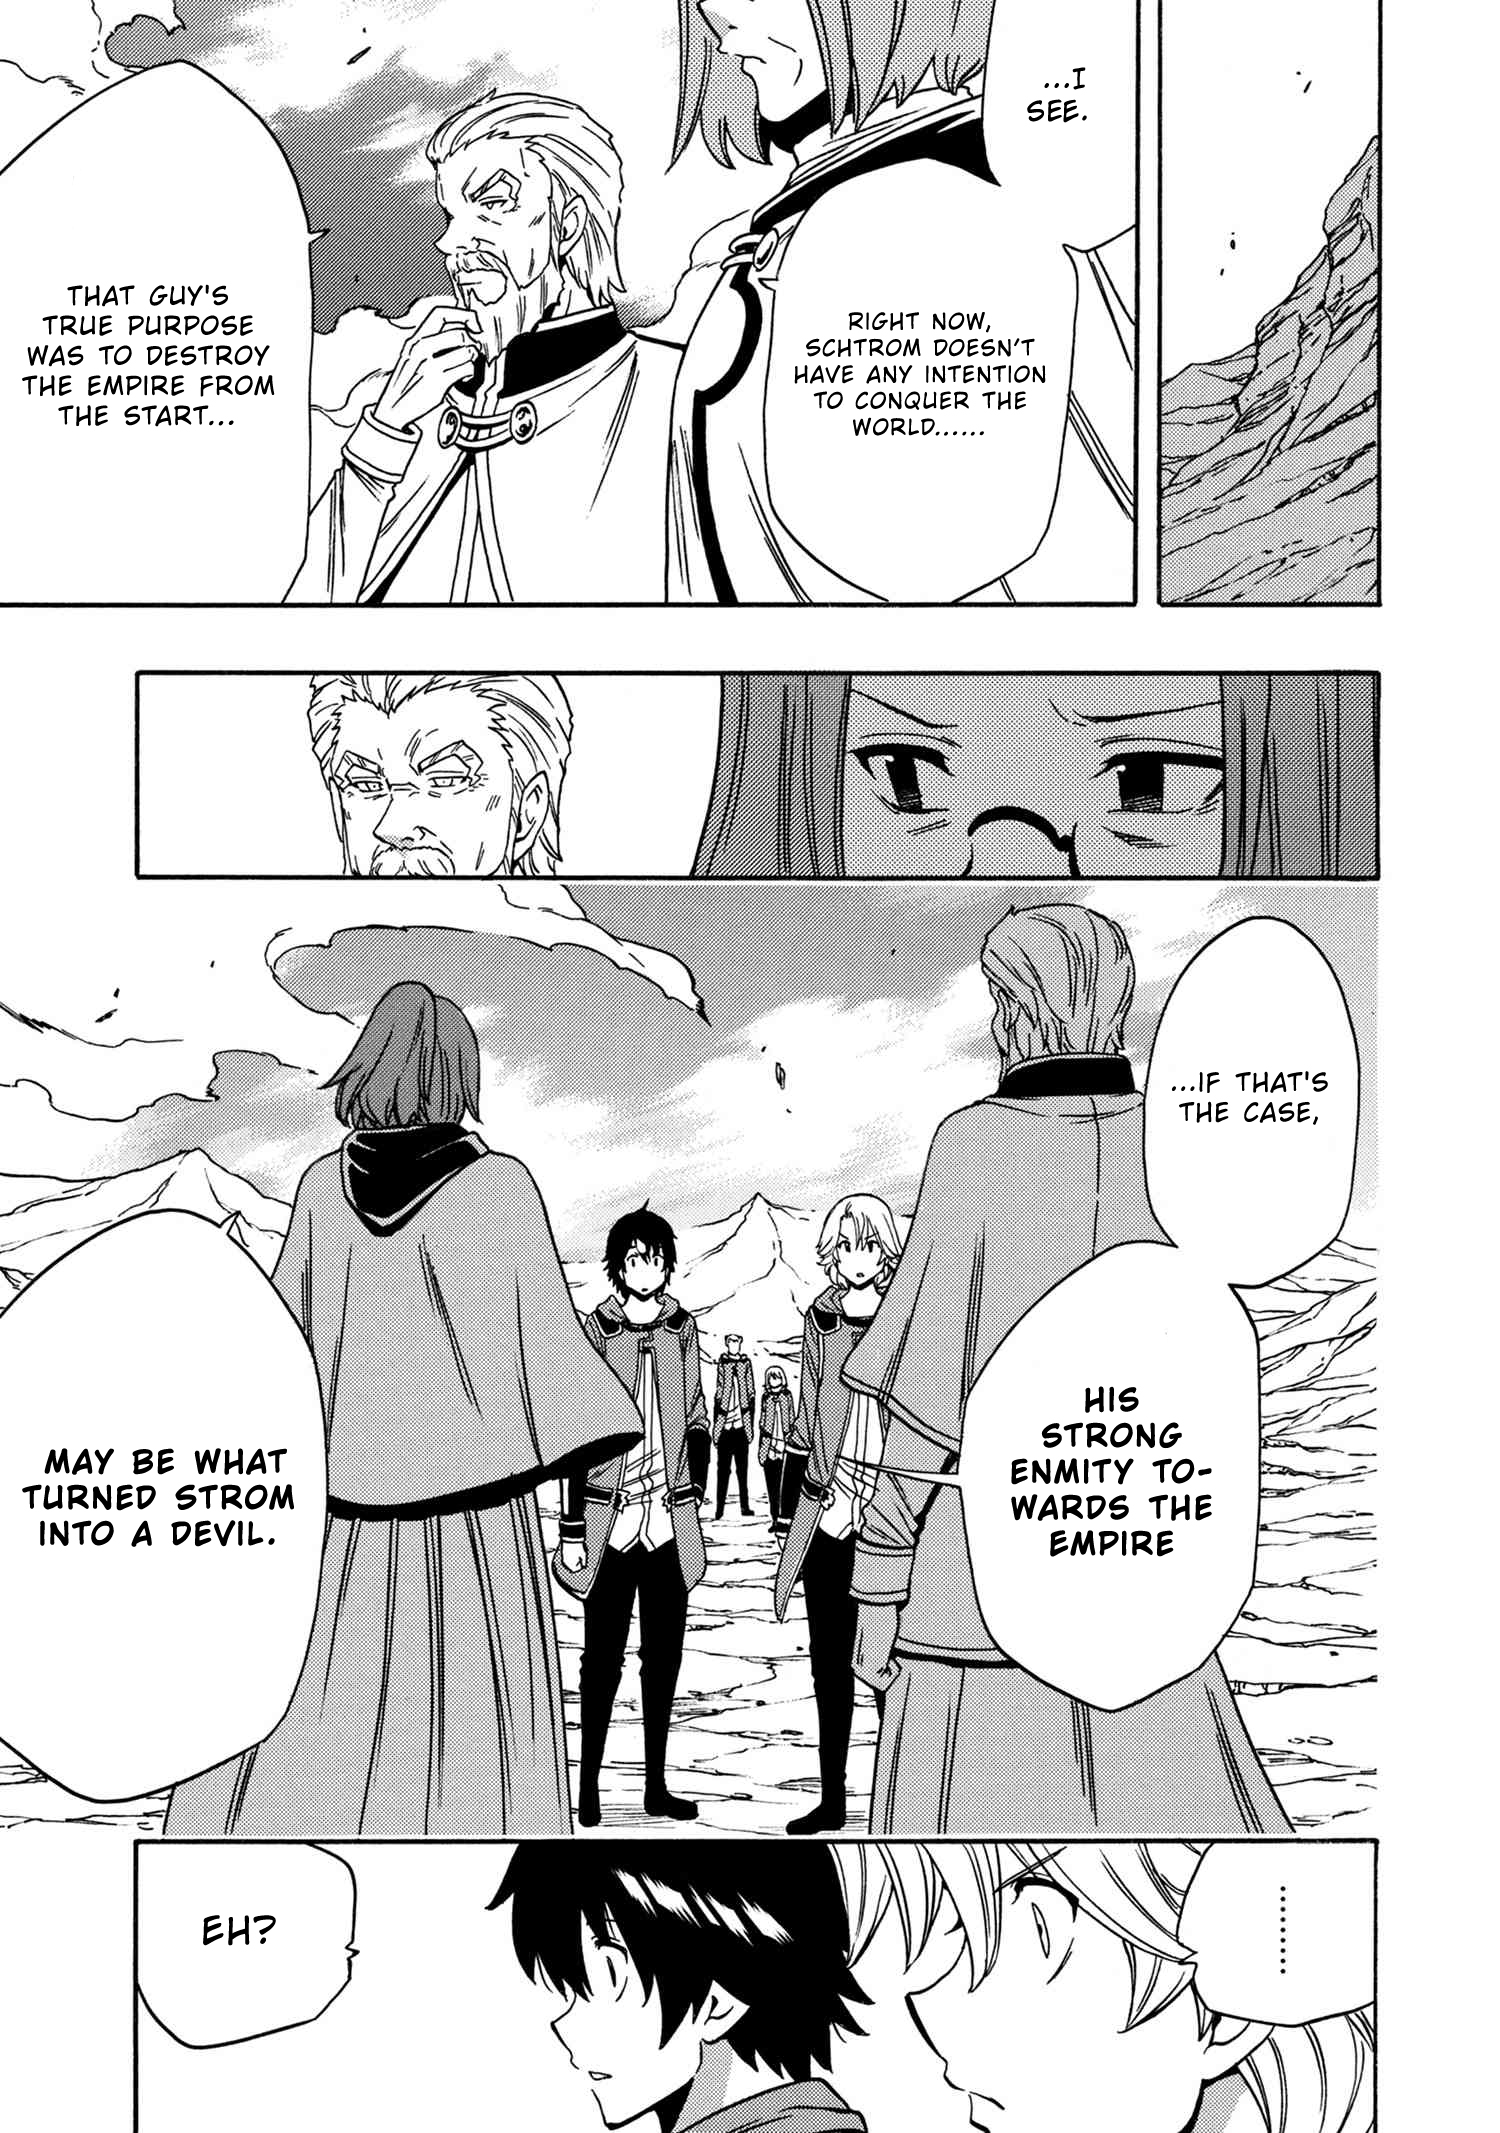 ...I
SEE.
RIGHT NOW,
SCHTROM DOESN'T
HAVE ANY INTENTION
TO CONQUER THE
WORLD......
THAT GUY'S
TRUE PURPOSE
WAS TO DESTROY
THE EMPIRE FROM
THE START...
...IF THAT'S
THE CASE,
HIS
STRONG
ENMITY TO-
WARDS THE
EMPIRE
MAY BE WHAT
TURNED STROM
INTO A DEVIL.
.........
EH?